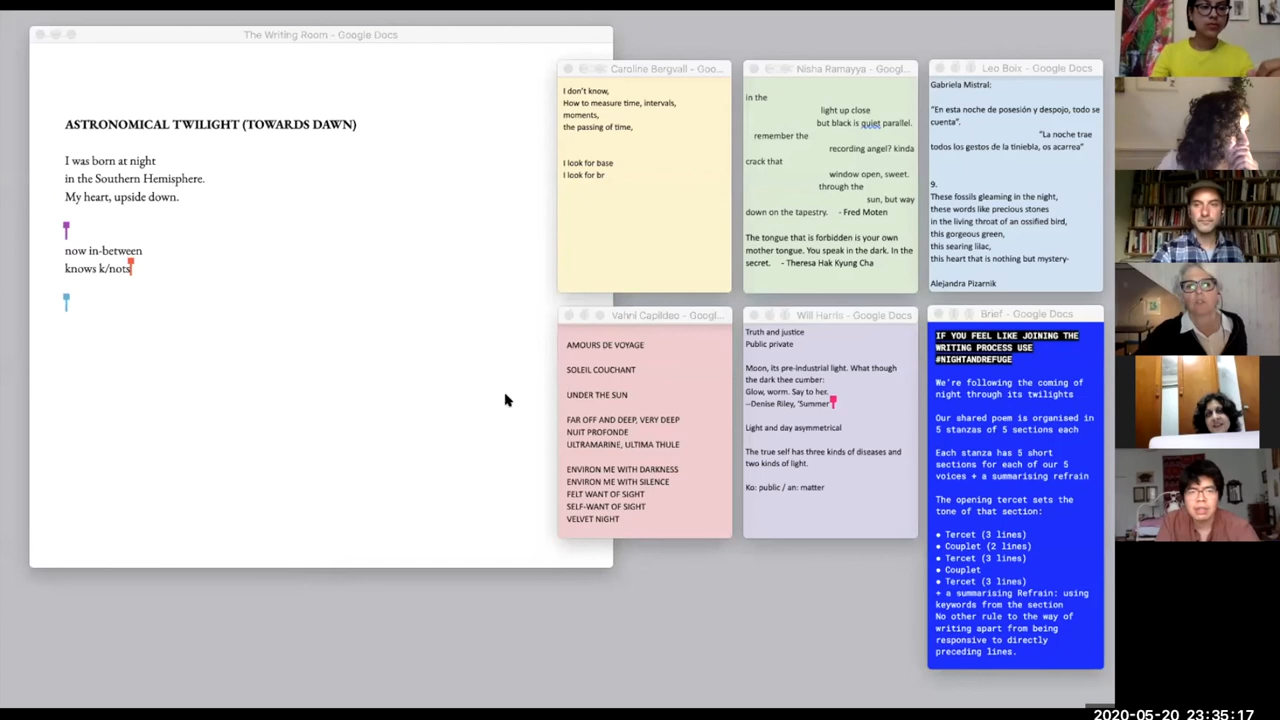 The Writing Room - Google Docs
ASTRONOMICAL TWILIGHT (TOWARDS DAWN)
I was born at night
in the Southern Hemisphere.
My heart, upside down.
now in-between
knows k/nots
Caroline Bergvall - Goo...
I don't know,
How to measure time, intervals,
moments,
the passing of time,
I look for base
I look for br
Nisha Ramayya - Googl...
in the
light up close
but black is quiet parallel.
remember the
recording angel? kinda
crack that
window open, sweet.
through the
sun, but way
down on the tapestry. - Fred Moten
The tongue that is forbidden is your own
mother tongue. You speak in the dark. In the
secret. - Theresa Hak Kyung Cha
Leo Boix - Google Docs
Gabriela Mistral:
"En esta noche de posesión y despojo, todo se
cuenta".
"La noche trae
todos los gestos de la tiniebla, os acarrea"
9.
These fossils gleaming in the night,
these words like precious stones
in the living throat of an ossified bird,
this gorgeous green,
this searing lilac,
this heart that is nothing but mystery-
Alejandra Pizarnik
Vahni Capildeo - Googl...
AMOURS DE VOYAGE
SOLEIL COUCHANT
UNDER THE SUN
FAR OFF AND DEEP, VERY DEEP
NUIT PROFONDE
ULTRAMARINE, ULTIMA THULE
ENVIRON ME WITH DARKNESS
ENVIRON ME WITH SILENCE
FELT WANT OF SIGHT
SELF-WANT OF SIGHT
VELVET NIGHT
Will Harris - Google Docs
Truth and justice
Public private
Moon, its pre-industrial light. What though
the dark thee cumber:
Glow, worm. Say to her.
--Denise Riley, 'Summer'
Light and day asymmetrical
The true self has three kinds of diseases and
two kinds of light.
Ko: public / an: matter
Brief - Google Docs
IF YOU FEEL LIKE JOINING THE
WRITING PROCESS USE
#NIGHTANDREFUGE
We're following the coming of
night through its twilights
Our shared poem is organised in
5 stanzas of 5 sections each
Each stanza has 5 short
sections for each of our 5
voices + a summarising refrain
The opening tercet sets the
tone of that section:
● Tercet (3 lines)
● Couplet (2 lines)
● Tercet (3 lines)
● Couplet
● Tercet (3 lines)
+ a summarising Refrain: using
keywords from the section
No other rule to the way of
writing apart from being
responsive to directly
preceding lines.
2020-05-20 23:35:17